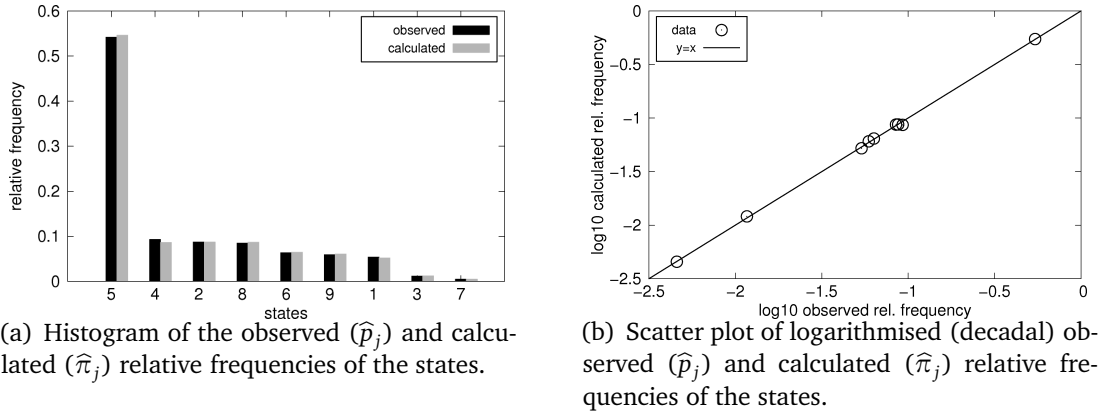 0.6
0.5
0.4
0.3
0.2
0.1
0
relative frequency
observed
calculated
5 4 2 8 6 9 1 3 7
states
(a) Histogram of the observed (p̂_j) and calcu-
lated (π̂_j) relative frequencies of the states.
0
−0.5
−1
−1.5
−2
−2.5
log10 calculated rel. frequency
data
y=x
−2.5 −2 −1.5 −1 −0.5 0
log10 observed rel. frequency
(b) Scatter plot of logarithmised (decadal) ob-
served (p̂_j) and calculated (π̂_j) relative fre-
quencies of the states.